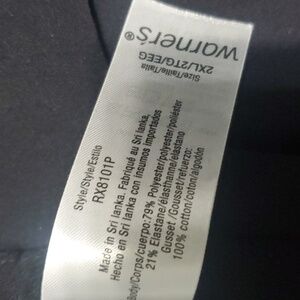 warners®
2XL/2TG/EEG
Size/Taille/Talla
Style/Style/Estilo
RX8101P
Made in Sri lanka. Fabriqué au Sri lanka.
Hecho en Sri lanka con insumos importados
Body/Corps/cuerpo:79% Polyester/polyester/poliéster
21% Elastane/élasthanne/elastano
Gusset /Gousset/refuerzo:
100% cotton/coton/algodón